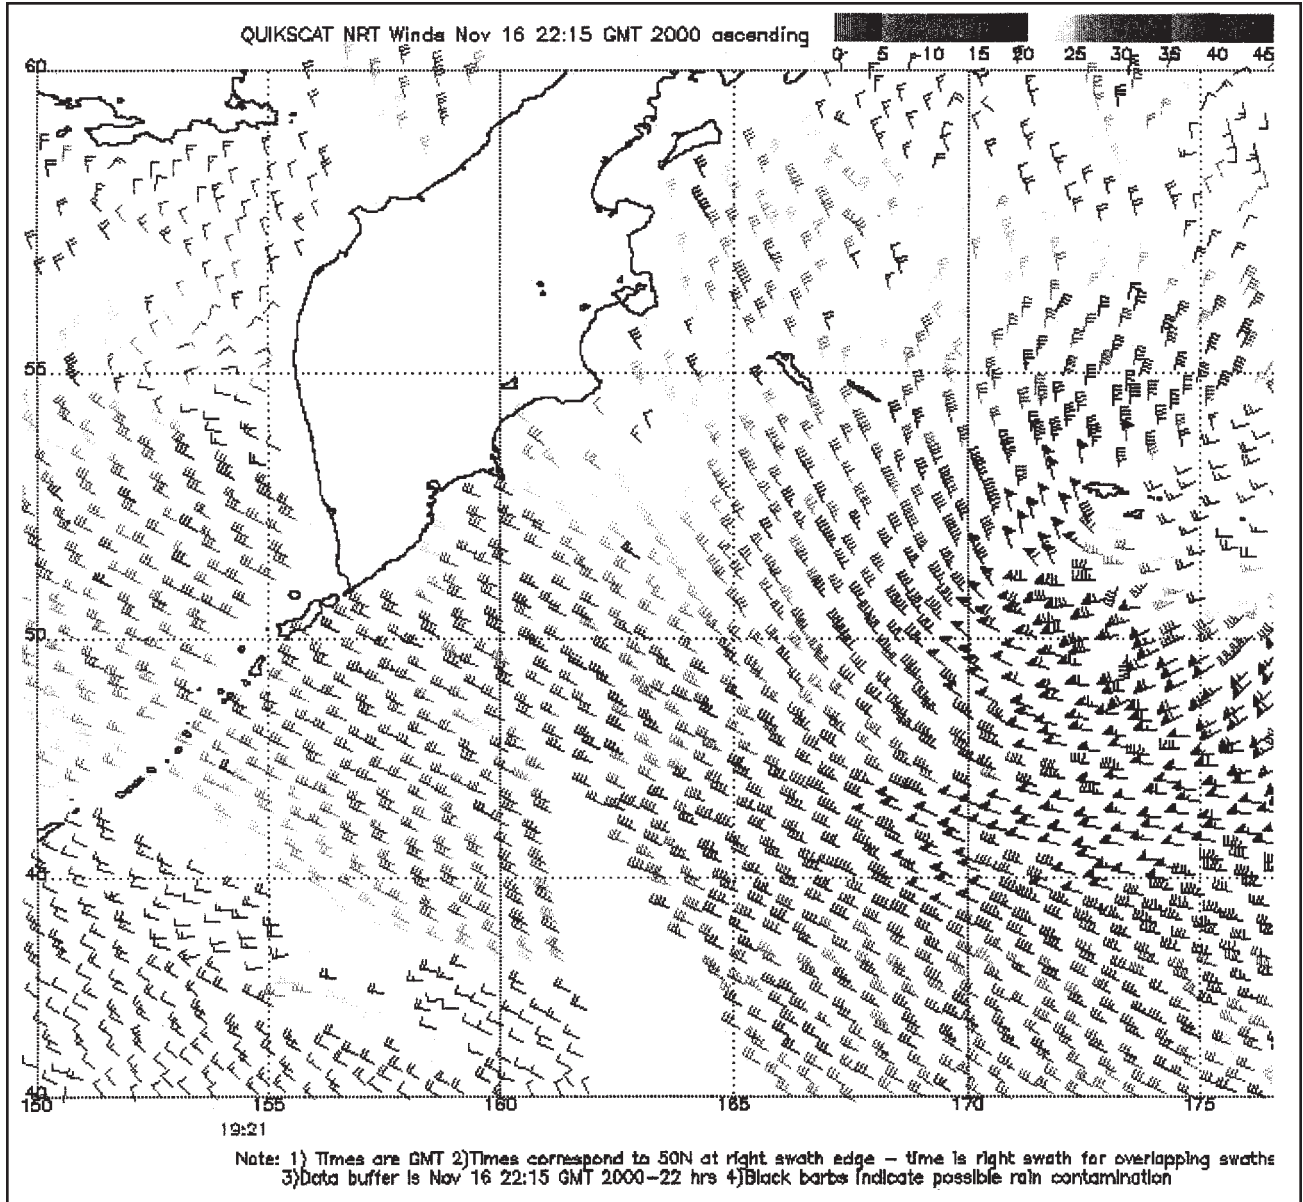 QUIKSCAT NRT Winds Nov 16 22:15 GMT 2000 ascending
0 5 10 15 20 25 30 35 40 45
60
55
50
45
40
150 155 160 165 170 175
19:21
Note: 1) Times are GMT 2)Times correspond to 50N at right swath edge – time is right swath for overlapping swaths
3)Data buffer is Nov 16 22:15 GMT 2000–22 hrs 4)Black barbs indicate possible rain contamination